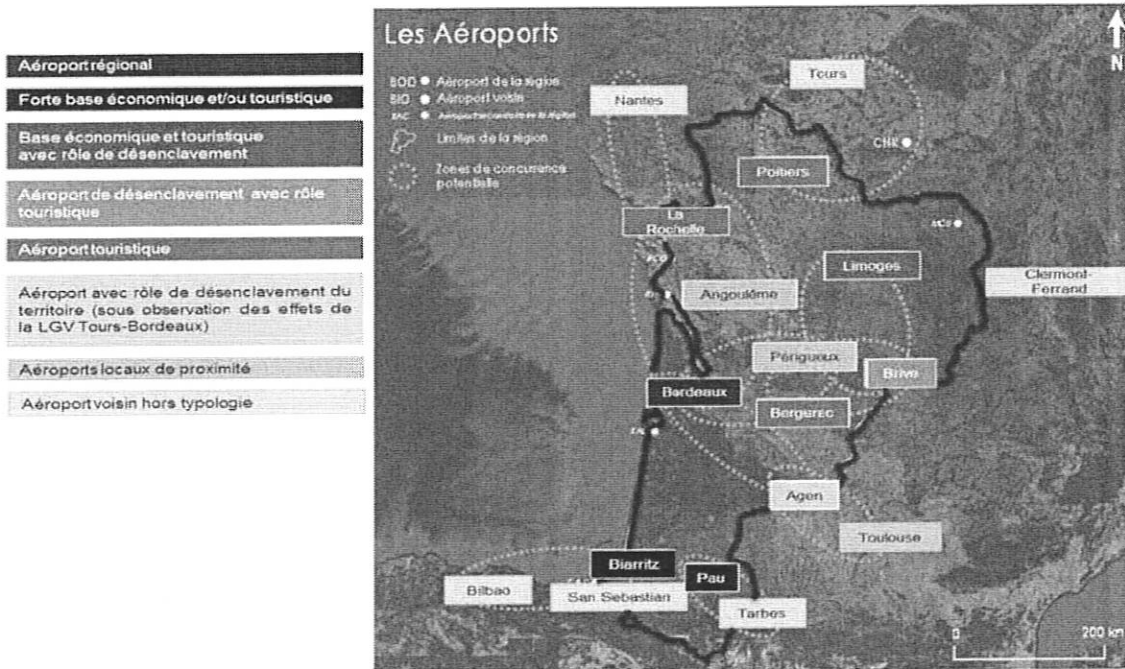 Aéroport régional
Forte base économique et/ou touristique
Base économique et touristique
avec rôle de désenclavement
Aéroport de désenclavement avec rôle
touristique
Aéroport touristique
Aéroport avec rôle de désenclavement du
territoire (sous observation des effets de
la LGV Tours-Bordeaux)
Aéroports locaux de proximité
Aéroport voisin hors typologie
Les Aéroports
BOD Aéroport de la région
BIO Aéroport voisin
Limites de la région
Zones de concurrence
potentielle
N
Tours
Nantes
Poitiers
La
Rochelle
Limoges
Clermont-
Ferrand
Angoulême
Périgueux
Brive
Bordeaux
Bergerac
Agen
Toulouse
Biarritz
Pau
Bilbao
San Sebastian
Tarbes
0
200 km